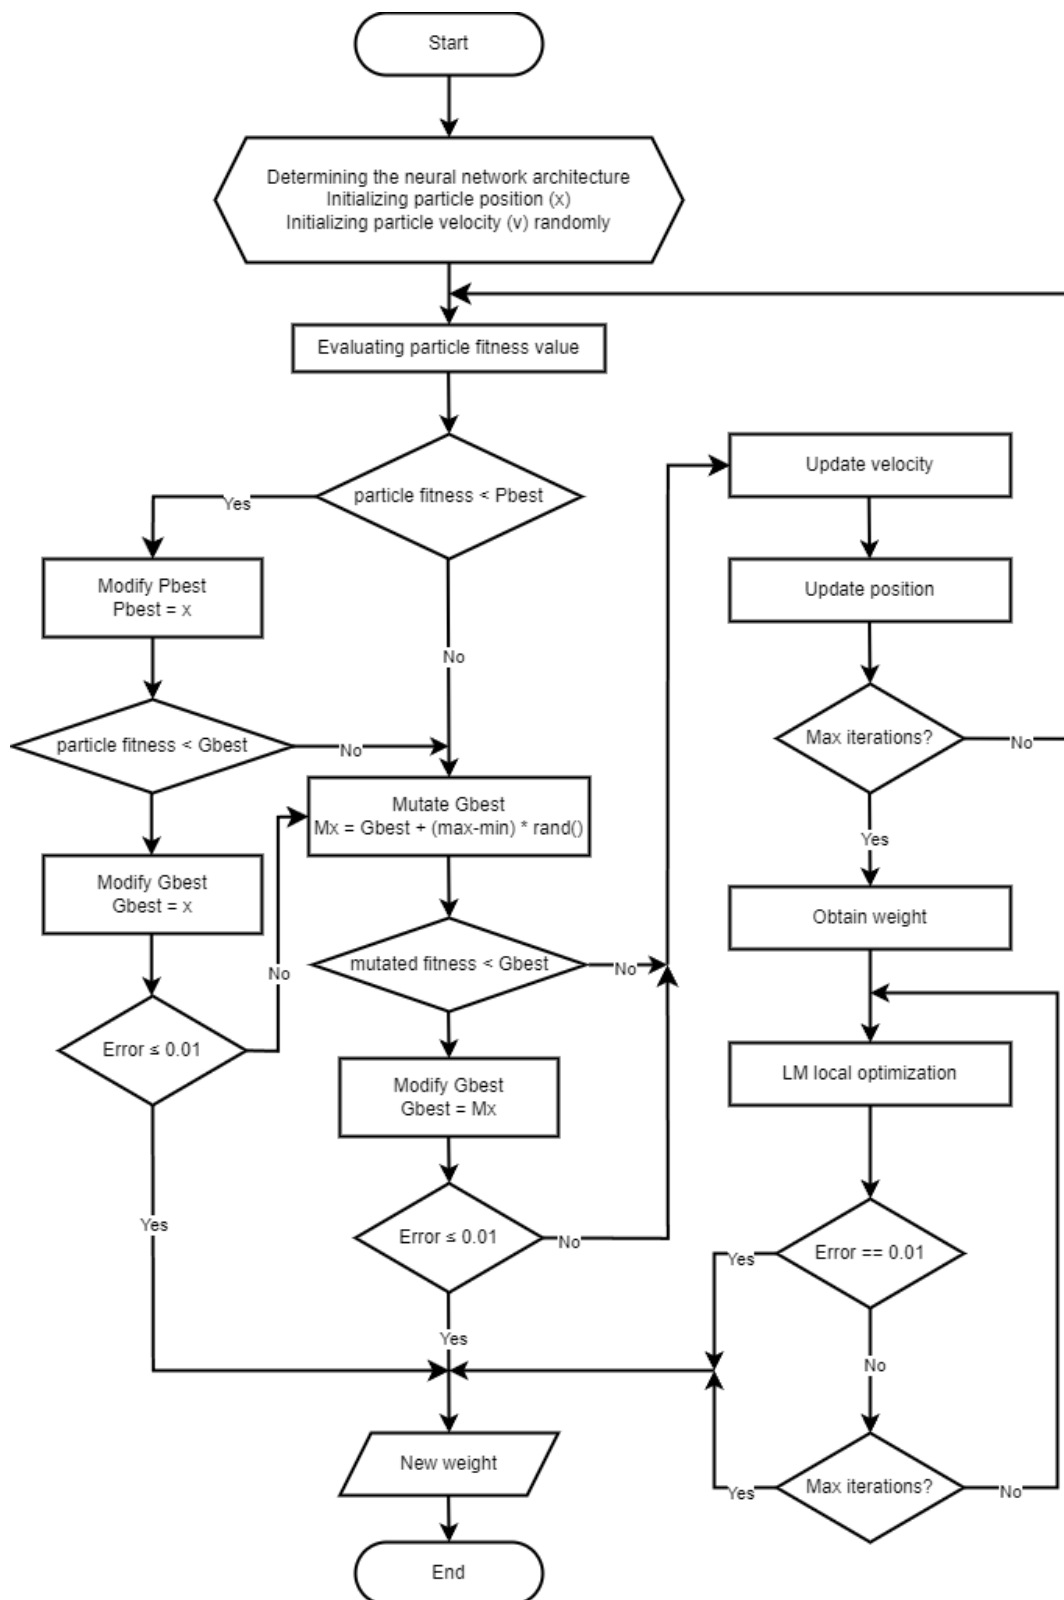 Start
Determining the neural network architecture
Initializing particle position (x)
Initializing particle velocity (v) randomly
Evaluating particle fitness value
particle fitness < Pbest
Yes
No
Modify Pbest
Pbest = x
particle fitness < Gbest
No
Modify Gbest
Gbest = x
Error ≤ 0.01
No
Yes
Mutate Gbest
Mx = Gbest + (max-min) * rand()
mutated fitness < Gbest
No
Modify Gbest
Gbest = Mx
Error ≤ 0.01
No
Yes
Update velocity
Update position
Max iterations?
No
Yes
Obtain weight
LM local optimization
Error == 0.01
Yes
No
Max iterations?
Yes
No
New weight
End